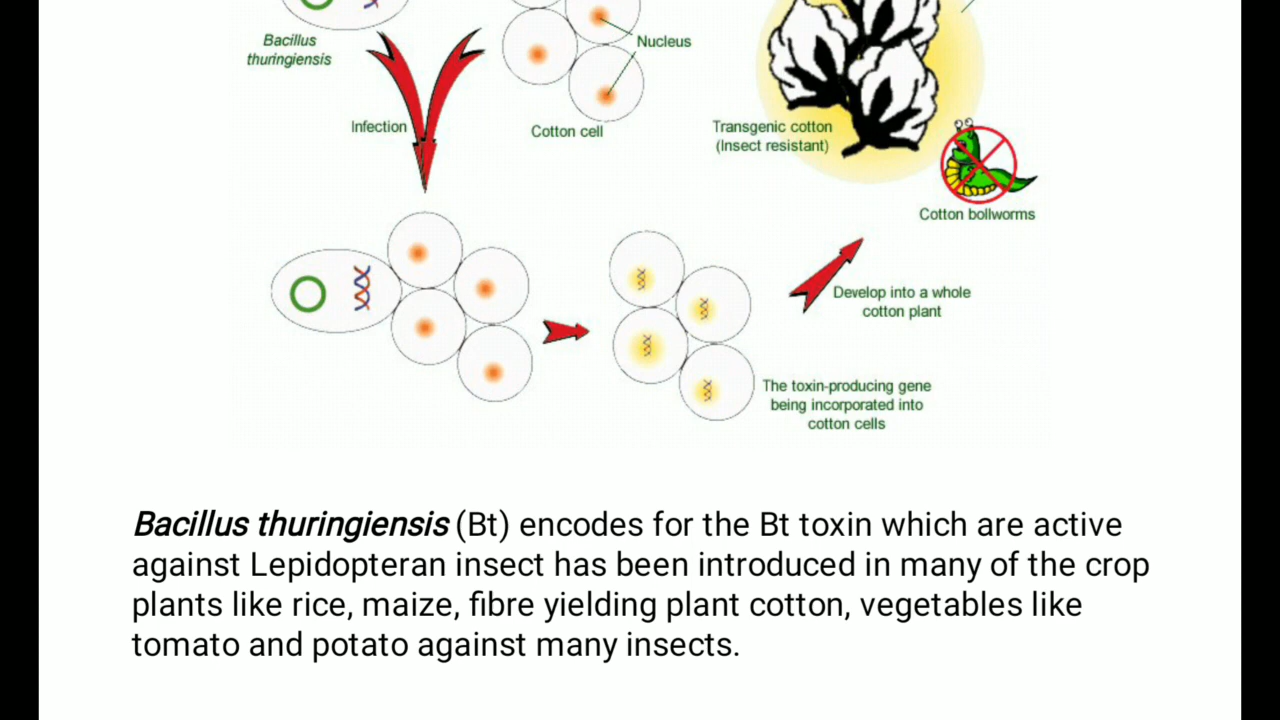 Bacillus
thuringiensis
Nucleus
Infection
Cotton cell
Transgenic cotton
(Insect resistant)
Cotton bollworms
Develop into a whole
cotton plant
The toxin-producing gene
being incorporated into
cotton cells
Bacillus thuringiensis (Bt) encodes for the Bt toxin which are active
against Lepidopteran insect has been introduced in many of the crop
plants like rice, maize, fibre yielding plant cotton, vegetables like
tomato and potato against many insects.